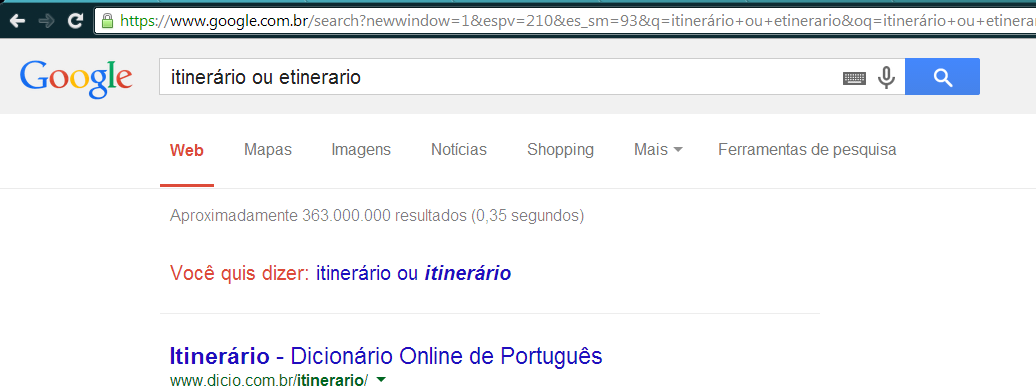 https://www.google.com.br/search?newwindow=1&espv=210&es_sm=93&q=itinerário+ou+etinerario&oq=itinerário+ou+etinerar
Google itinerário ou etinerario
Web Mapas Imagens Notícias Shopping Mais Ferramentas de pesquisa
Aproximadamente 363.000.000 resultados (0,35 segundos)
Você quis dizer: itinerário ou itinerário
Itinerário - Dicionário Online de Português
www.dicio.com.br/itinerario/